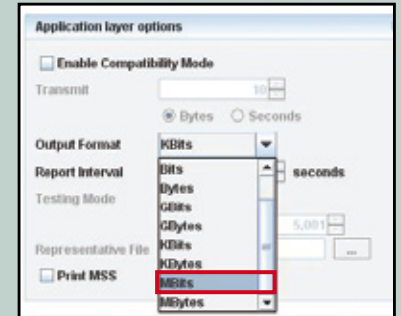 Application layer options
Enable Compatibility Mode
Transmit 10
Bytes Seconds
Output Format KBits
Report Interval seconds
Testing Mode
5,001
Representative File ...
Print MSS
Bits
Bytes
GBits
GBytes
KBits
KBytes
MBits
MBytes